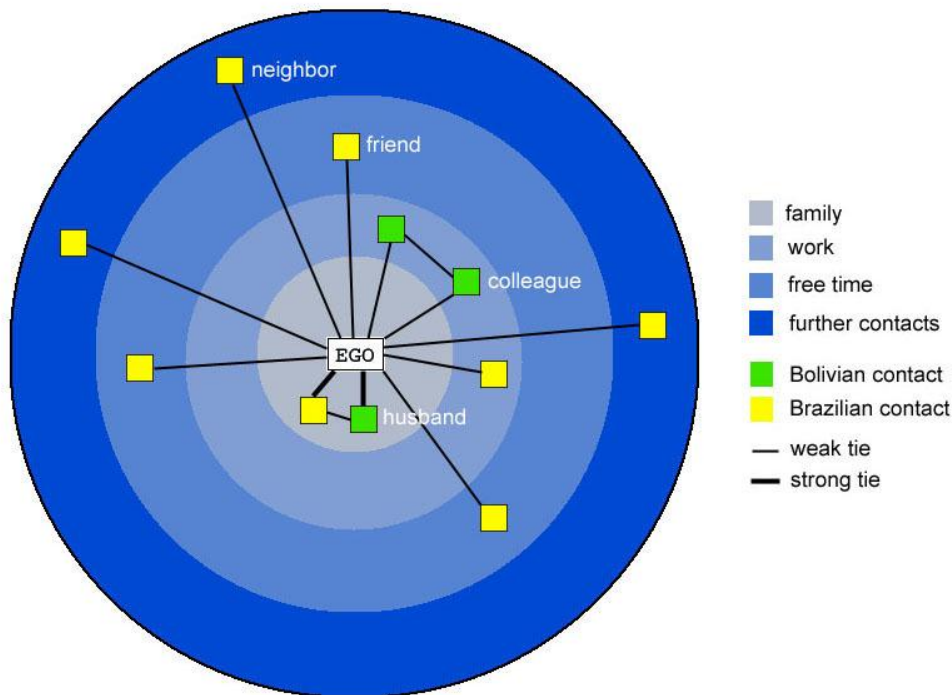 neighbor
friend
colleague
EGO
husband
family
work
free time
further contacts
Bolivian contact
Brazilian contact
weak tie
strong tie